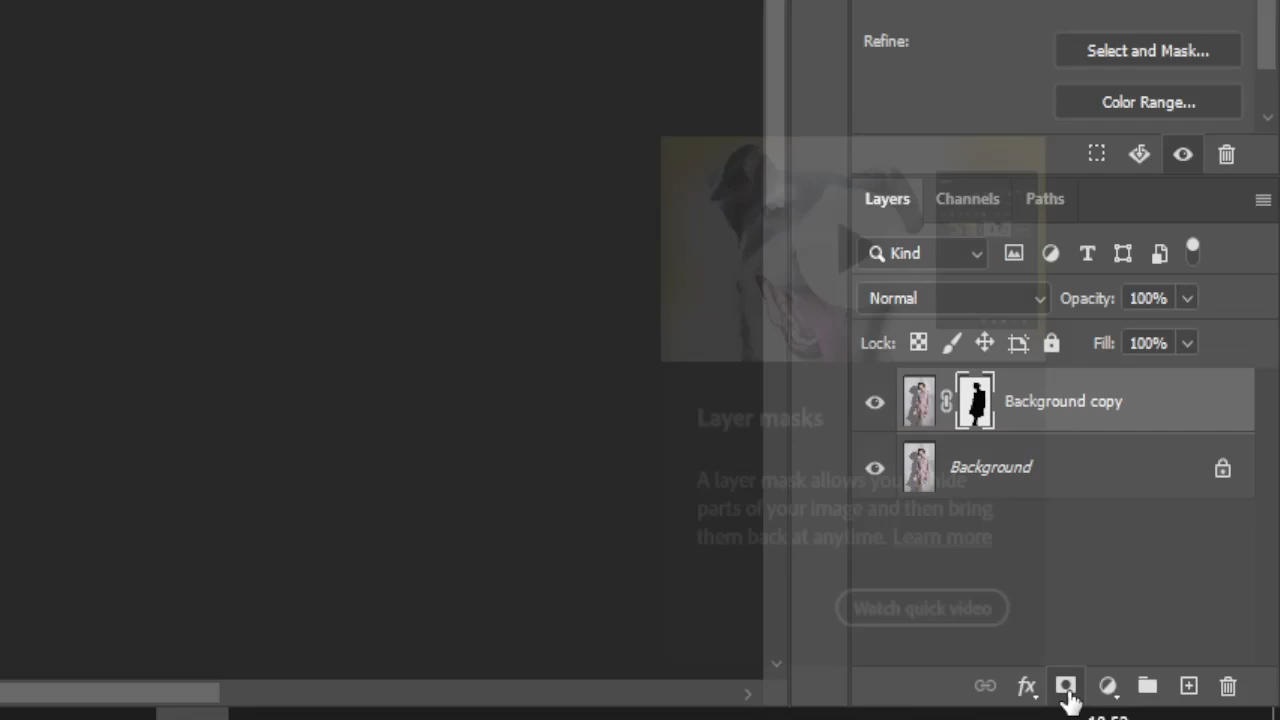 Refine:
Select and Mask...
Color Range...
Layers Channels Paths
Kind
Normal Opacity: 100%
Lock: Fill: 100%
Background copy
Layer masks
Background
A layer mask allows you hide
parts of your image and then bring
them back at anytime. Learn more
Watch quick video
fx